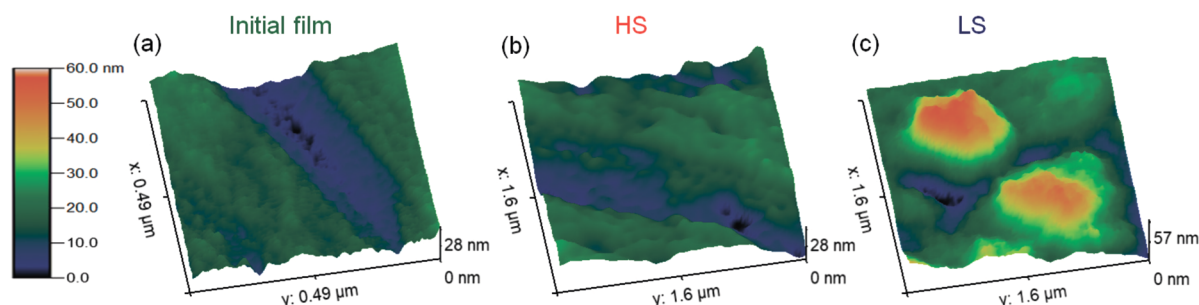 Initial film
HS
LS
(a)
(b)
(c)
60.0 nm
50.0
40.0
30.0
20.0
10.0
0.0
x: 0.49 µm
y: 0.49 µm
28 nm
0 nm
x: 1.6 µm
y: 1.6 µm
28 nm
0 nm
x: 1.6 µm
y: 1.6 µm
57 nm
0 nm